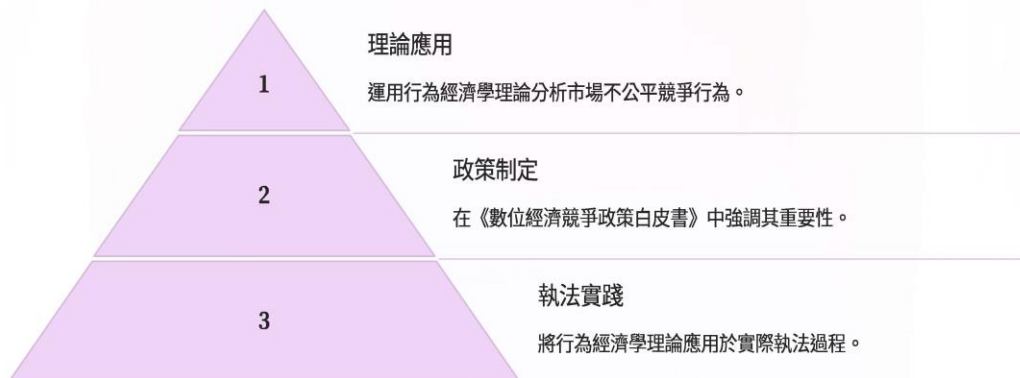 1
理論應用
運用行為經濟學理論分析市場不公平競爭行為。
2
政策制定
在《數位經濟競爭政策白皮書》中強調其重要性。
3
執法實踐
將行為經濟學理論應用於實際執法過程。